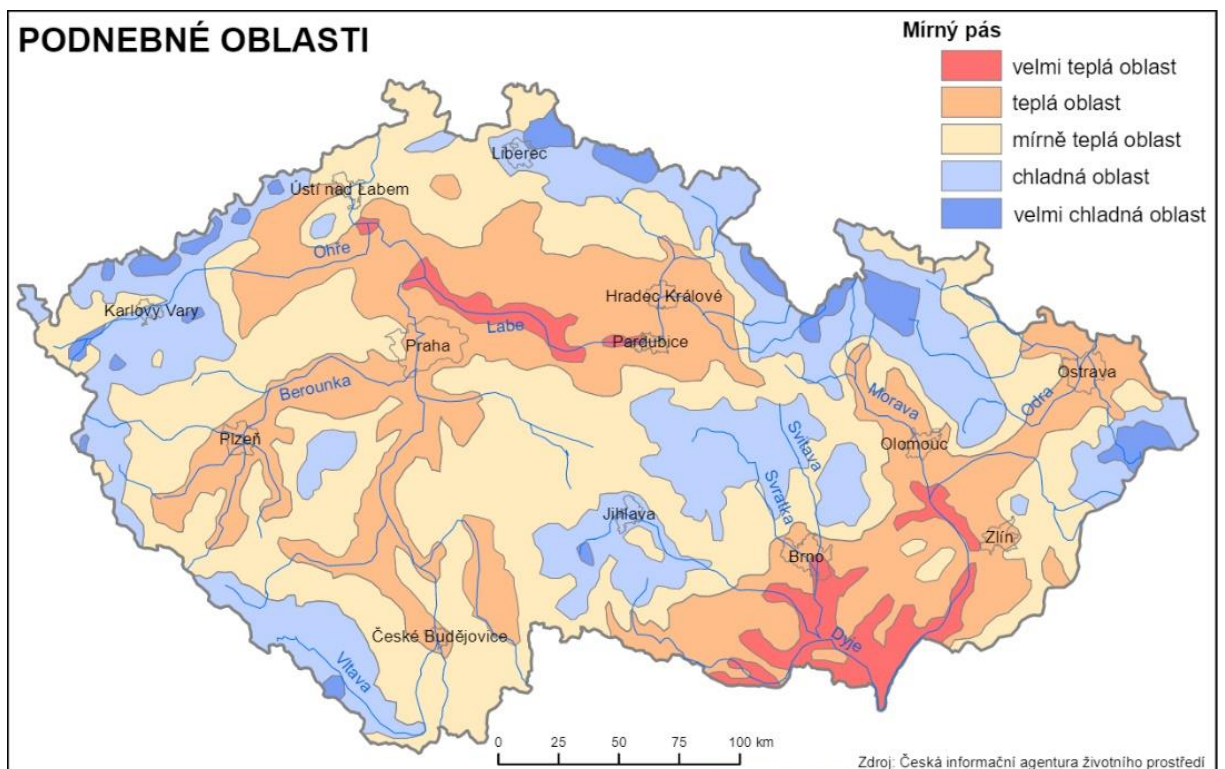 PODNEBNÉ OBLASTI
Mírný pás
velmi teplá oblast
teplá oblast
mírně teplá oblast
chladná oblast
velmi chladná oblast
Liberec
Ústí nad Labem
Ohře
Karlovy Vary
Hradec Králové
Labe
Praha
Pardubice
Berounka
Ostrava
Morava
Odra
Plzeň
Svitava
Olomouc
Svratka
Jihlava
Zlín
Brno
České Budějovice
Dyje
Vltava
0 25 50 75 100 km
Zdroj: Česká informační agentura životního prostředí